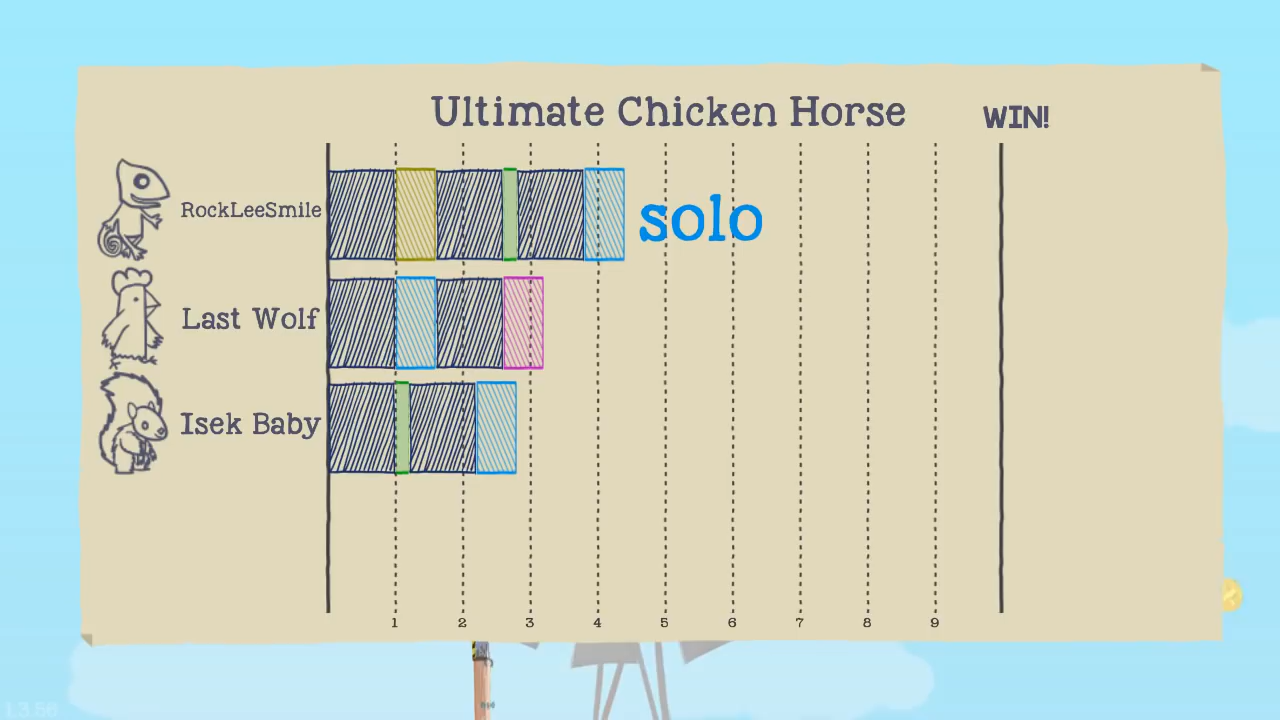 Ultimate Chicken Horse
WIN!
RockLeeSmile
solo
Last Wolf
Isek Baby
1 2 3 4 5 6 7 8 9